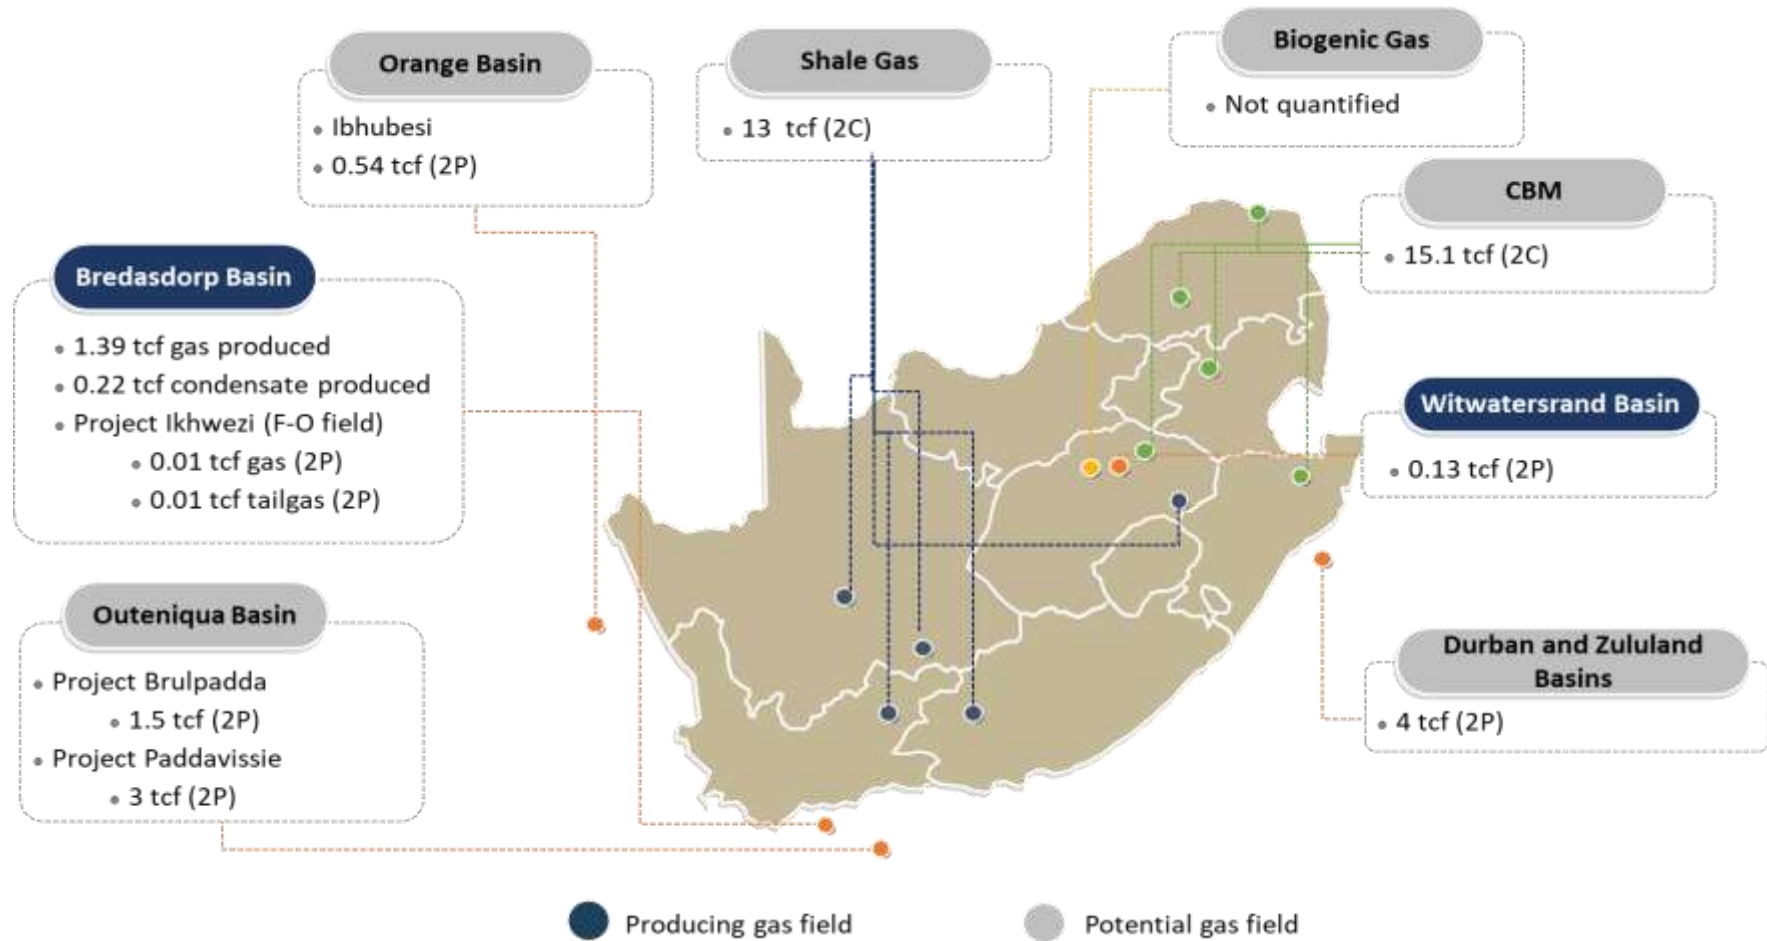 Orange Basin
• Ibhubesi
• 0.54 tcf (2P)
Shale Gas
• 13 tcf (2C)
Biogenic Gas
• Not quantified
CBM
• 15.1 tcf (2C)
Bredasdorp Basin
• 1.39 tcf gas produced
• 0.22 tcf condensate produced
• Project Ikhwezi (F-O field)
• 0.01 tcf gas (2P)
• 0.01 tcf tailgas (2P)
Witwatersrand Basin
• 0.13 tcf (2P)
Outeniqua Basin
• Project Brulpadda
• 1.5 tcf (2P)
• Project Paddavissie
• 3 tcf (2P)
Durban and Zululand
Basins
• 4 tcf (2P)
Producing gas field
Potential gas field